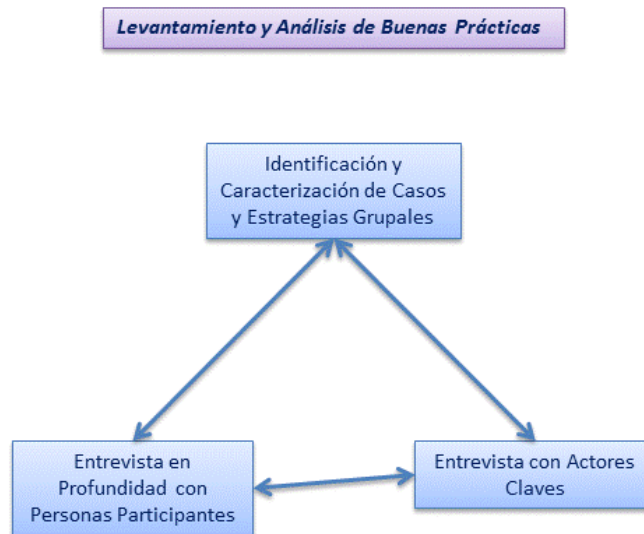 Levantamiento y Análisis de Buenas Prácticas
Identificación y
Caracterización de Casos
y Estrategias Grupales
Entrevista en
Profundidad con
Personas Participantes
Entrevista con Actores
Claves